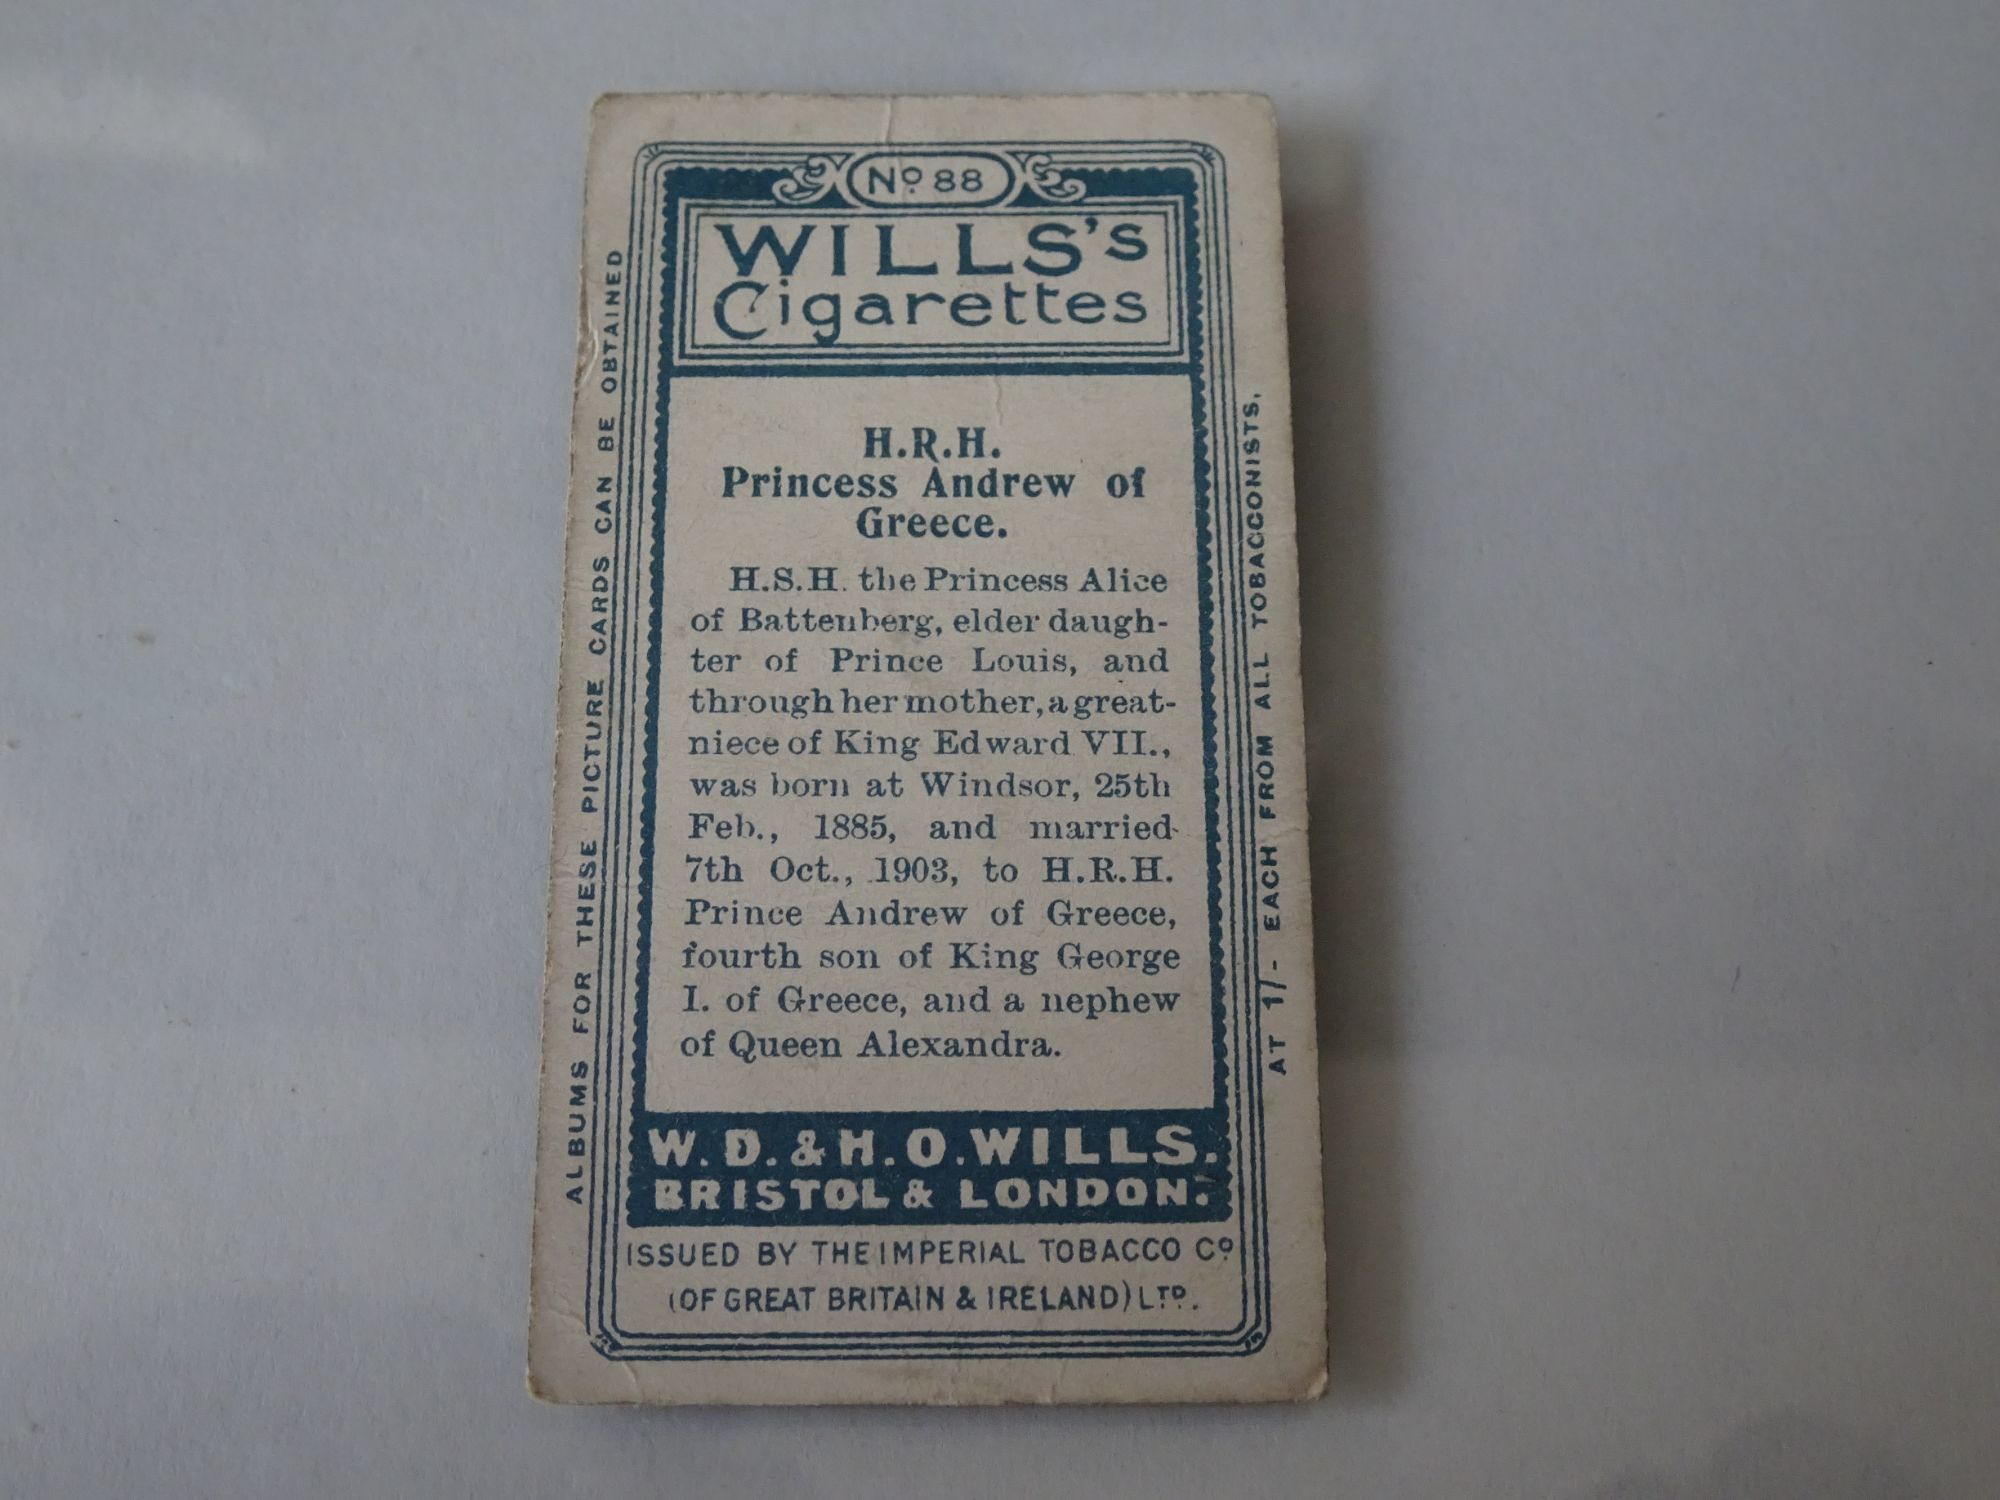 No. 88
WILLS's
Cigarettes
H.R.H.
Princess Andrew of
Greece.
H.S.H. the Princess Alice
of Battenberg, elder daugh-
ter of Prince Louis, and
through her mother, a great-
niece of King Edward VII.,
was born at Windsor, 25th
Feb., 1885, and married
7th Oct., 1903, to H.R.H.
Prince Andrew of Greece,
fourth son of King George
I. of Greece, and a nephew
of Queen Alexandra.
W.D. & H.O. WILLS.
BRISTOL & LONDON.
ISSUED BY THE IMPERIAL TOBACCO Co.
(OF GREAT BRITAIN & IRELAND) LTD.
ALBUMS FOR THESE PICTURE CARDS CAN BE OBTAINED
AT 1/- EACH FROM ALL TOBACCONISTS.